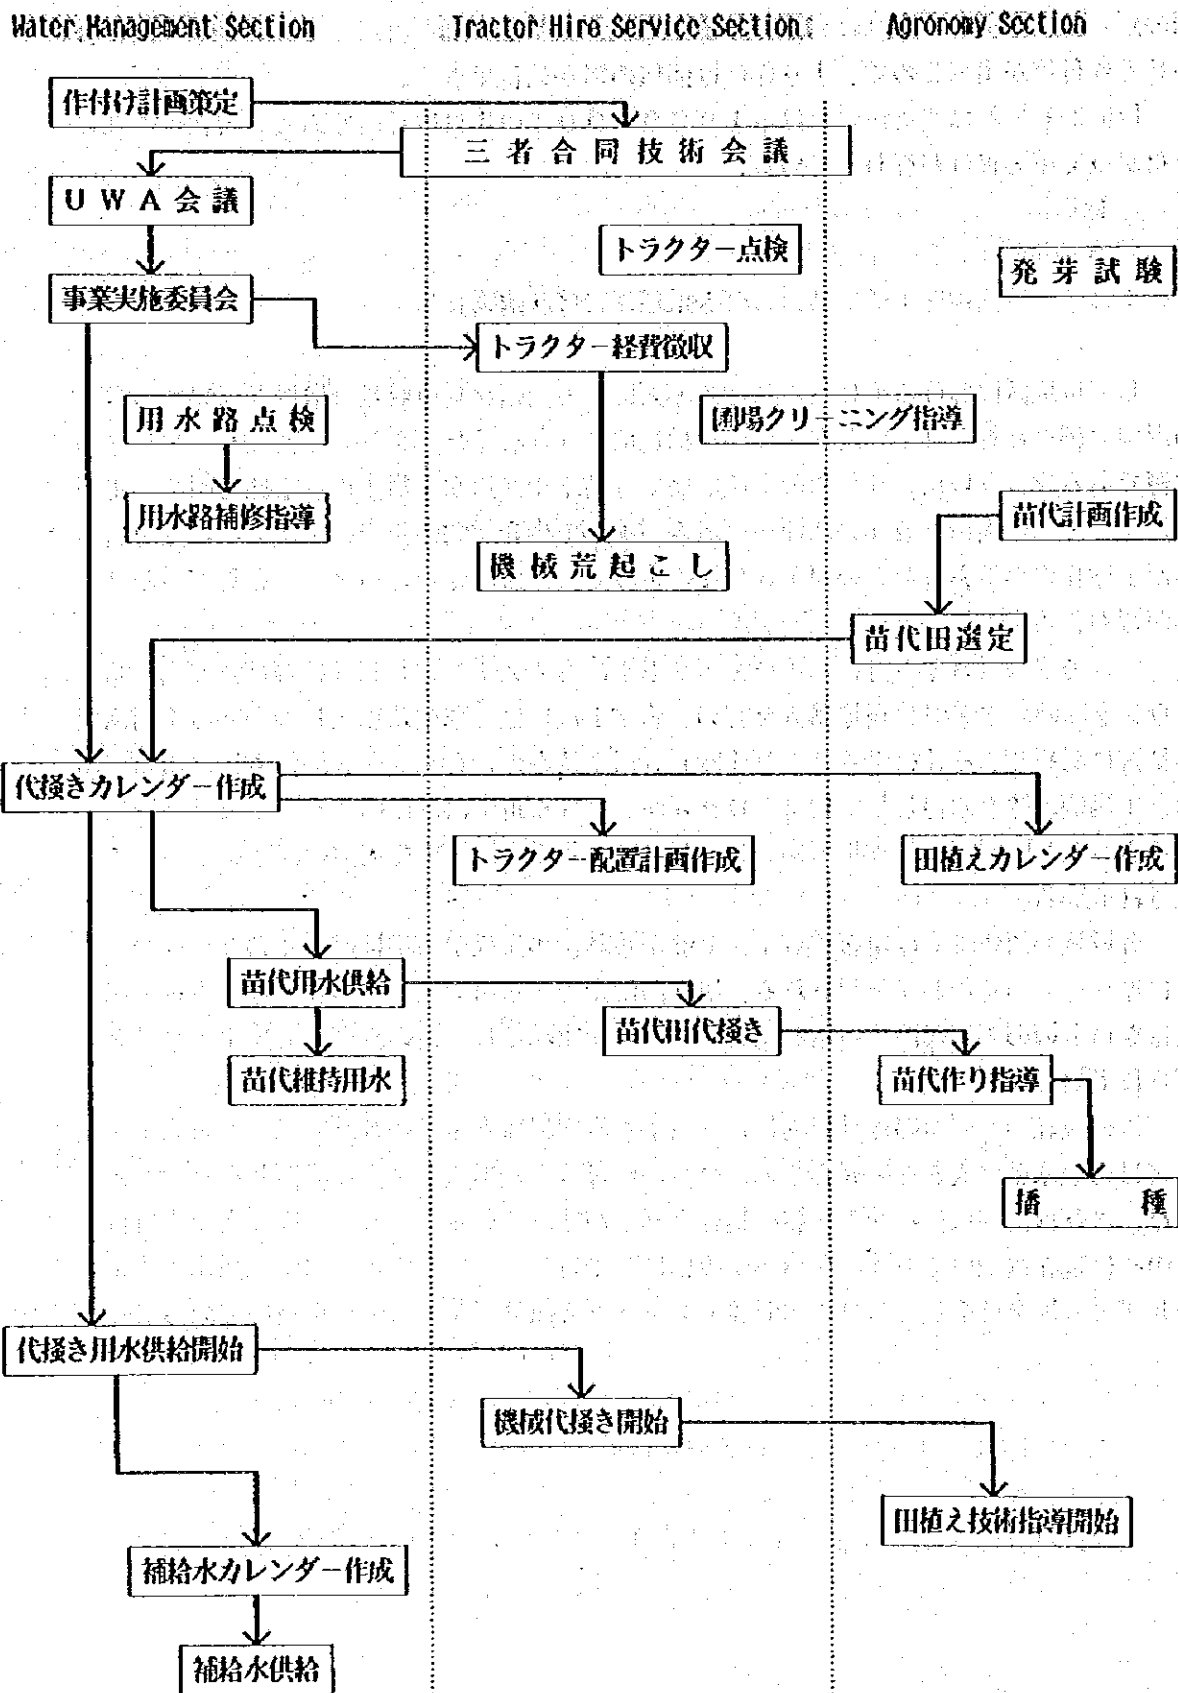 Water Management Section
Tractor Hire Service Section
Agronomy Section
作付け計画策定
三者合同技術会議
UWA会議
トラクター点検
発芽試験
事業実施委員会
トラクター経費徴収
用水路点検
圃場クリーニング指導
用水路補修指導
苗代計画作成
機械荒起こし
苗代田選定
代掻きカレンダー作成
トラクター配置計画作成
田植えカレンダー作成
苗代用水供給
苗代田代掻き
苗代維持用水
苗代作り指導
播種
代掻き用水供給開始
機械代掻き開始
田植え技術指導開始
補給水カレンダー作成
補給水供給